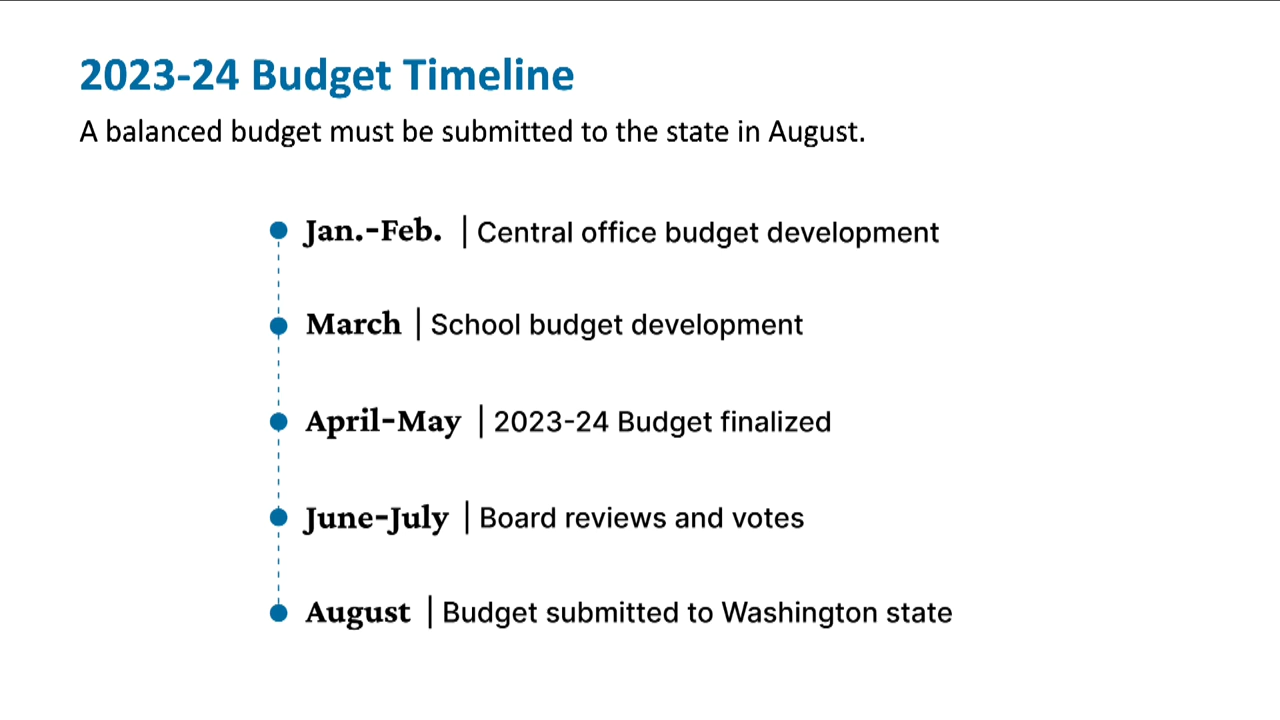 2023-24 Budget Timeline
A balanced budget must be submitted to the state in August.
Jan.-Feb. | Central office budget development
March | School budget development
April-May | 2023-24 Budget finalized
June-July | Board reviews and votes
August | Budget submitted to Washington state